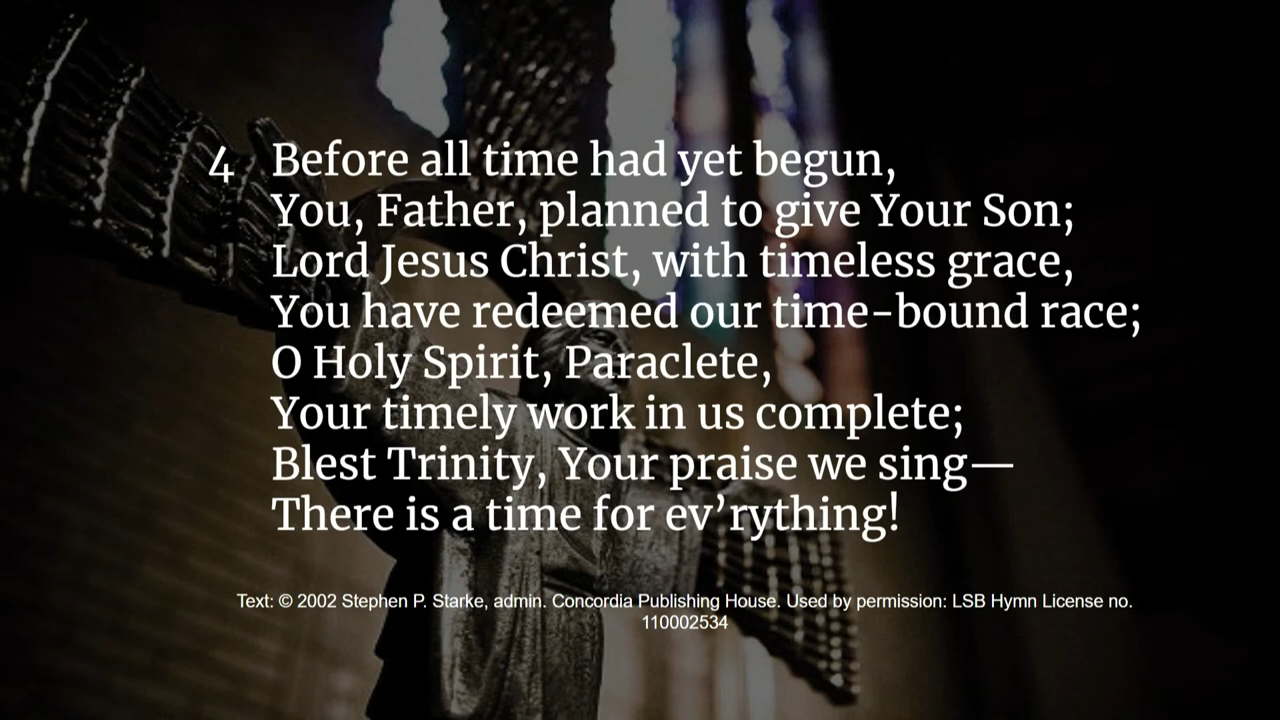 4 Before all time had yet begun,
You, Father, planned to give Your Son;
Lord Jesus Christ, with timeless grace,
You have redeemed our time-bound race;
O Holy Spirit, Paraclete,
Your timely work in us complete;
Blest Trinity, Your praise we sing—
There is a time for ev’rything!
Text: © 2002 Stephen P. Starke, admin. Concordia Publishing House. Used by permission: LSB Hymn License no.
110002534